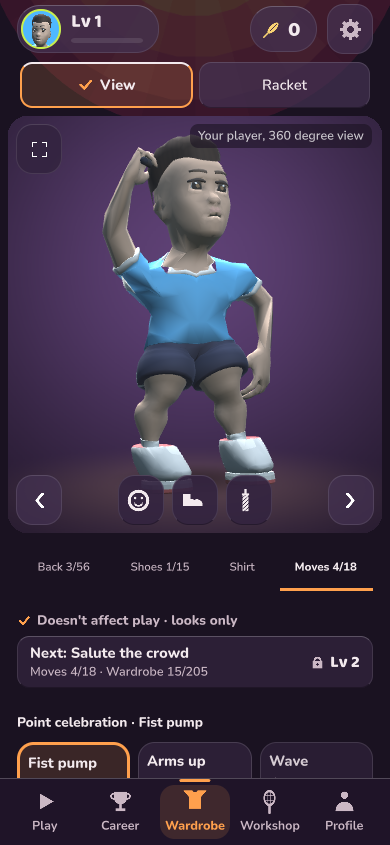 Lv 1
0
View
Racket
Your player, 360 degree view
Back 3/56
Shoes 1/15
Shirt
Moves 4/18
Doesn't affect play · looks only
Next: Salute the crowd
Moves 4/18 · Wardrobe 15/205
Lv 2
Point celebration · Fist pump
Fist pump
Arms up
Wave
Play
Career
Wardrobe
Workshop
Profile